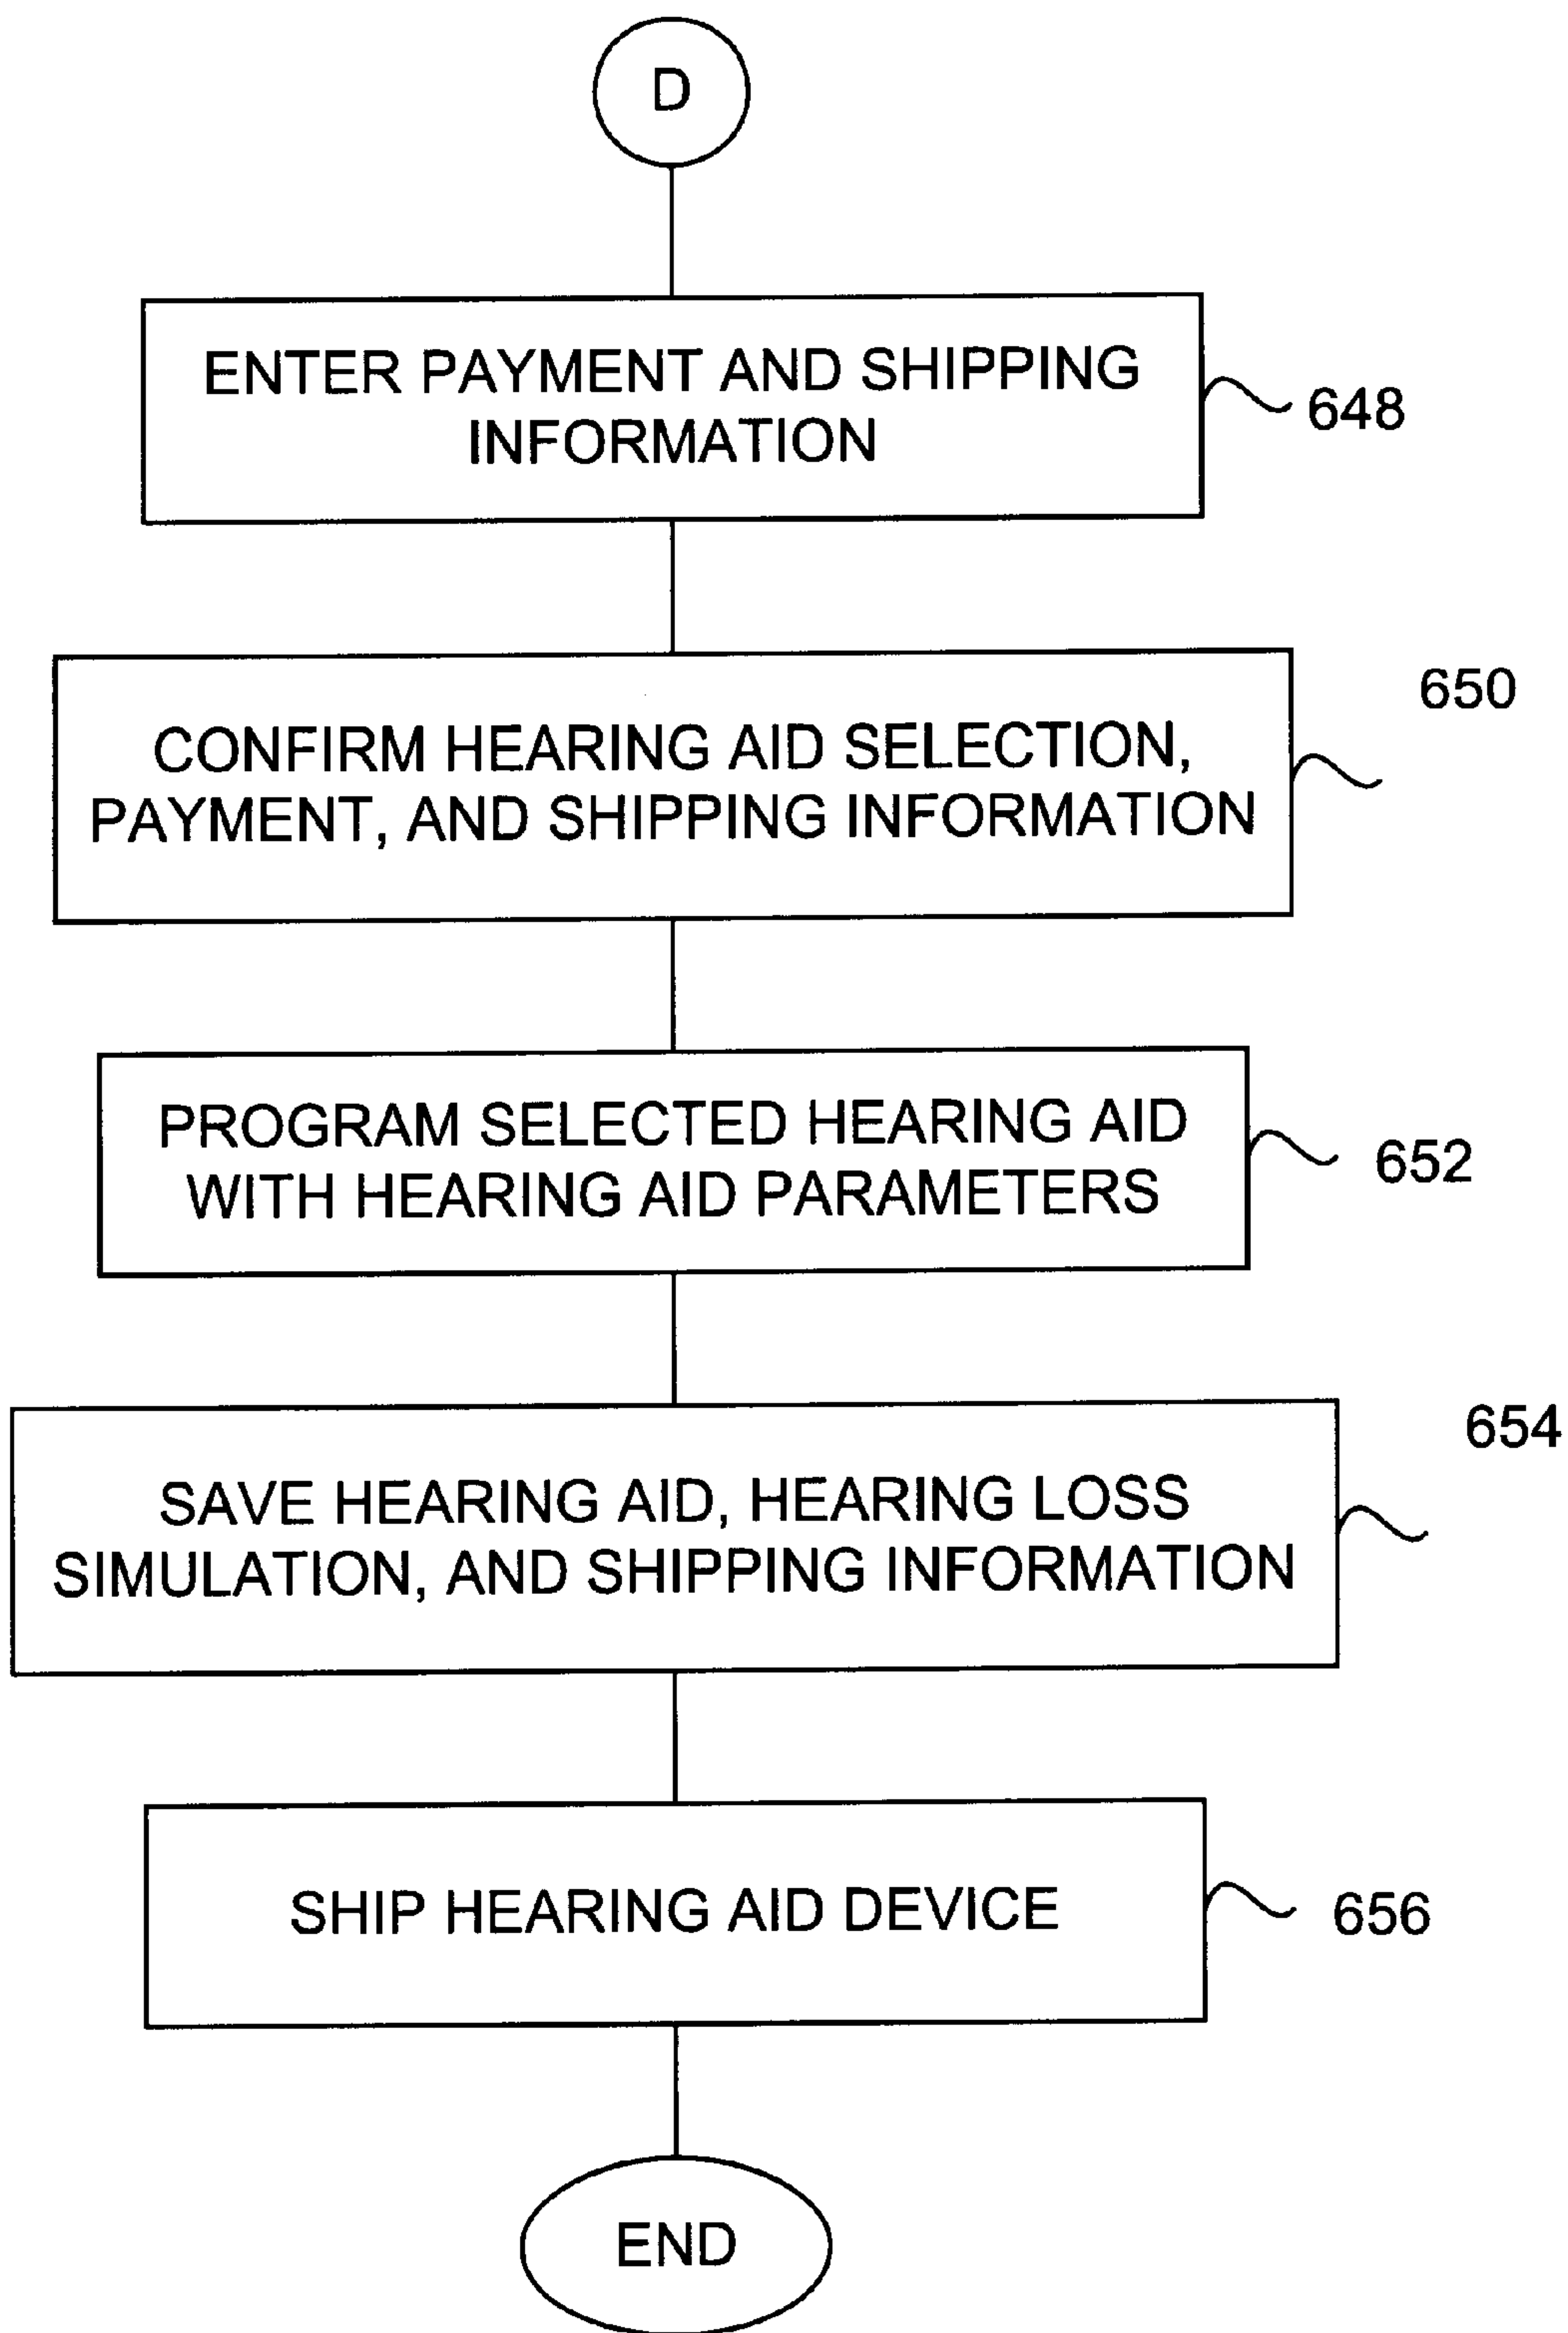 D
ENTER PAYMENT AND SHIPPING
INFORMATION
648
650
CONFIRM HEARING AID SELECTION,
PAYMENT, AND SHIPPING INFORMATION
PROGRAM SELECTED HEARING AID
WITH HEARING AID PARAMETERS
652
654
SAVE HEARING AID, HEARING LOSS
SIMULATION, AND SHIPPING INFORMATION
SHIP HEARING AID DEVICE
656
END